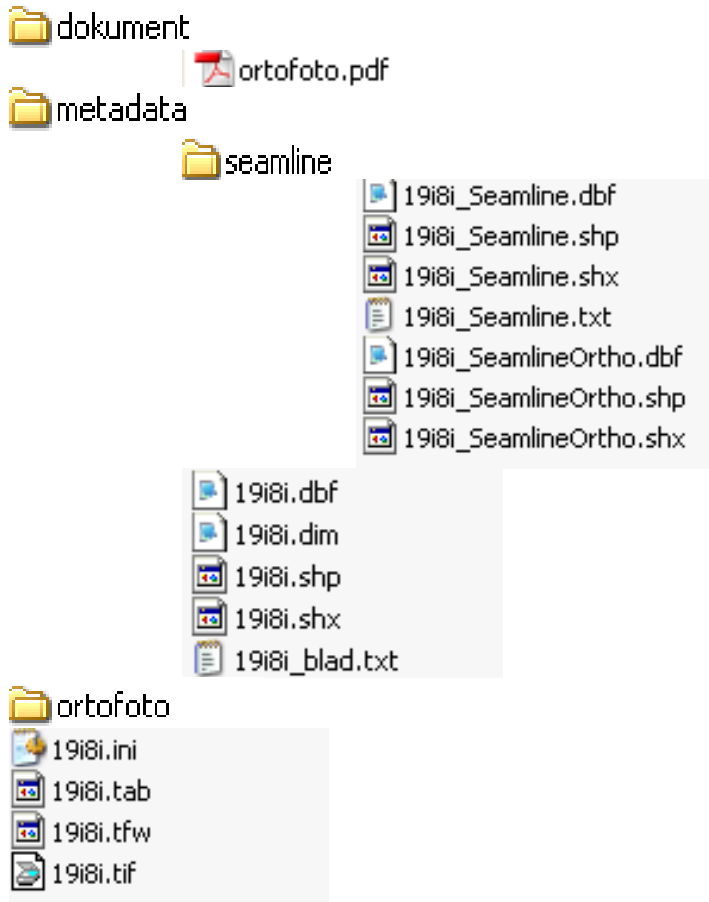 dokument
ortofoto.pdf
metadata
seamline
19i8i_Seamline.dbf
19i8i_Seamline.shp
19i8i_Seamline.shx
19i8i_Seamline.txt
19i8i_SeamlineOrtho.dbf
19i8i_SeamlineOrtho.shp
19i8i_SeamlineOrtho.shx
19i8i.dbf
19i8i.dim
19i8i.shp
19i8i.shx
19i8i_blad.txt
ortofoto
19i8i.ini
19i8i.tab
19i8i.tfw
19i8i.tif